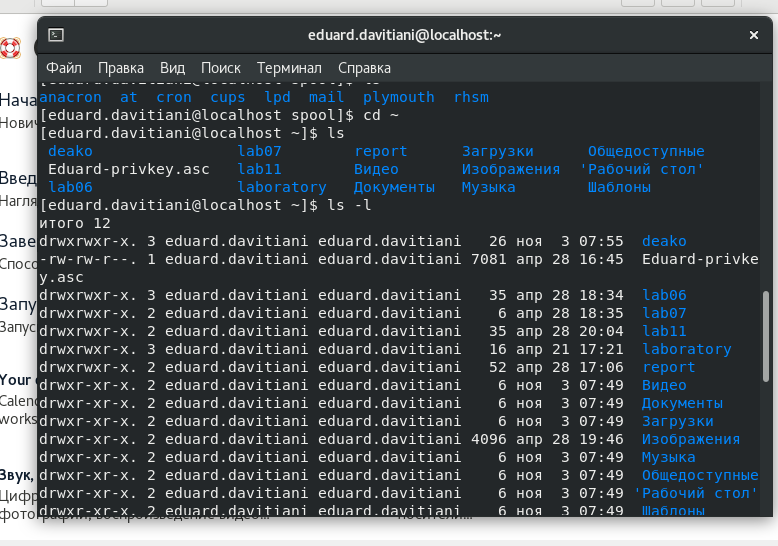 eduard.davitiani@localhost:~
Файл Правка Вид Поиск Терминал Справка
[eduard.davitiani@localhost spool]$ ls
anacron at cron cups lpd mail plymouth rhsm
[eduard.davitiani@localhost spool]$ cd ~
[eduard.davitiani@localhost ~]$ ls
deako lab07 report Загрузки Общедоступные
Eduard-privkey.asc lab11 Видео Изображения 'Рабочий стол'
lab06 laboratory Документы Музыка Шаблоны
[eduard.davitiani@localhost ~]$ ls -l
итого 12
drwxrwxr-x. 3 eduard.davitiani eduard.davitiani 26 ноя 3 07:55 deako
-rw-rw-r--. 1 eduard.davitiani eduard.davitiani 7081 апр 28 16:45 Eduard-privke
y.asc
drwxrwxr-x. 3 eduard.davitiani eduard.davitiani 35 апр 28 18:34 lab06
drwxrwxr-x. 2 eduard.davitiani eduard.davitiani 6 апр 28 18:35 lab07
drwxrwxr-x. 2 eduard.davitiani eduard.davitiani 35 апр 28 20:04 lab11
drwxrwxr-x. 3 eduard.davitiani eduard.davitiani 16 апр 21 17:21 laboratory
drwxrwxr-x. 2 eduard.davitiani eduard.davitiani 52 апр 28 17:06 report
drwxr-xr-x. 2 eduard.davitiani eduard.davitiani 6 ноя 3 07:49 Видео
drwxr-xr-x. 2 eduard.davitiani eduard.davitiani 6 ноя 3 07:49 Документы
drwxr-xr-x. 2 eduard.davitiani eduard.davitiani 6 ноя 3 07:49 Загрузки
drwxr-xr-x. 2 eduard.davitiani eduard.davitiani 4096 апр 28 19:46 Изображения
drwxr-xr-x. 2 eduard.davitiani eduard.davitiani 6 ноя 3 07:49 Музыка
drwxr-xr-x. 2 eduard.davitiani eduard.davitiani 6 ноя 3 07:49 Общедоступные
drwxr-xr-x. 2 eduard.davitiani eduard.davitiani 6 ноя 3 07:49 'Рабочий стол'
drwxr-xr-x. 2 eduard.davitiani eduard.davitiani 6 ноя 3 07:49 Шаблоны
Нача
Нович
Введ
Нагля
Заве
Спосо
Запу
Запус
Your
Calend
works
Звук,
Цифр
фотографии, воспроизведение видео...
носители...